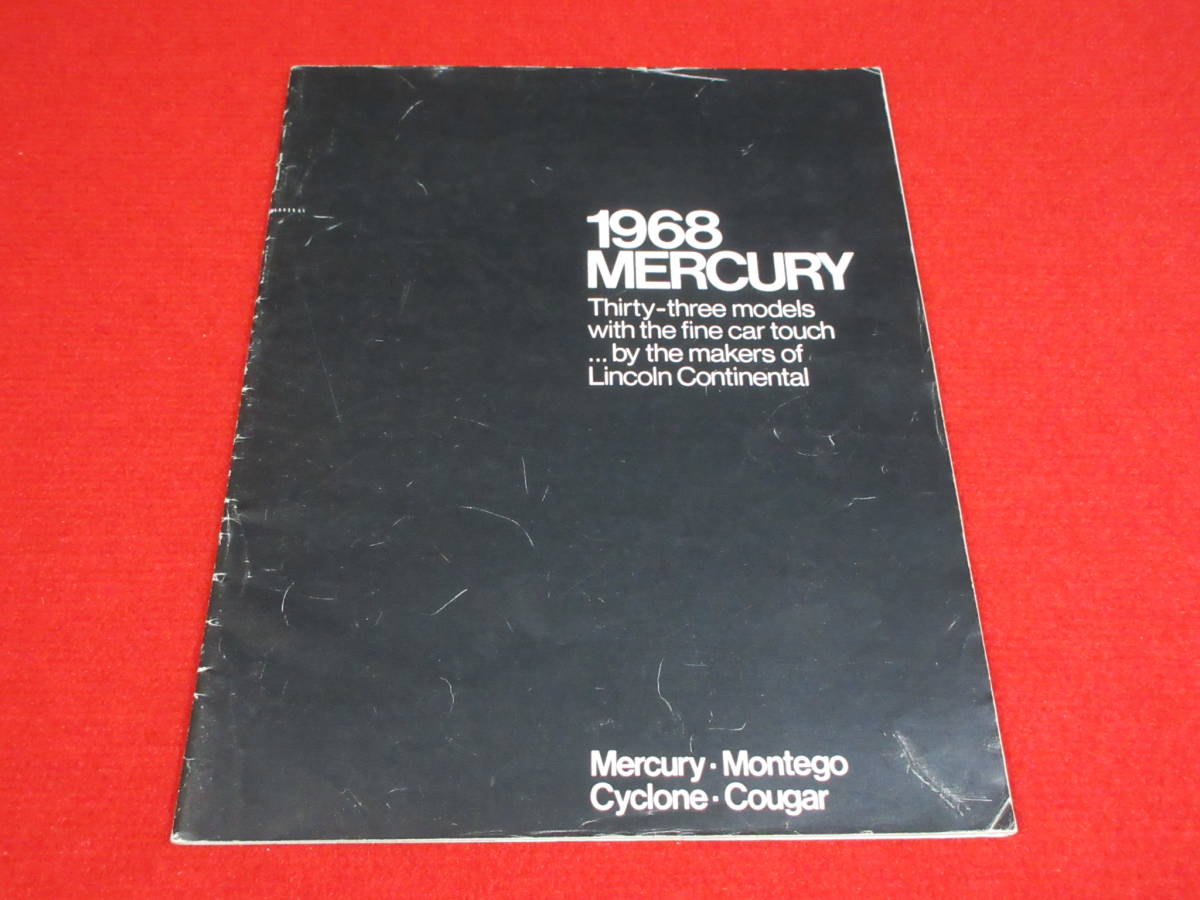 1968
MERCURY
Thirty-three models
with the fine car touch
... by the makers of
Lincoln Continental
Mercury · Montego
Cyclone · Cougar